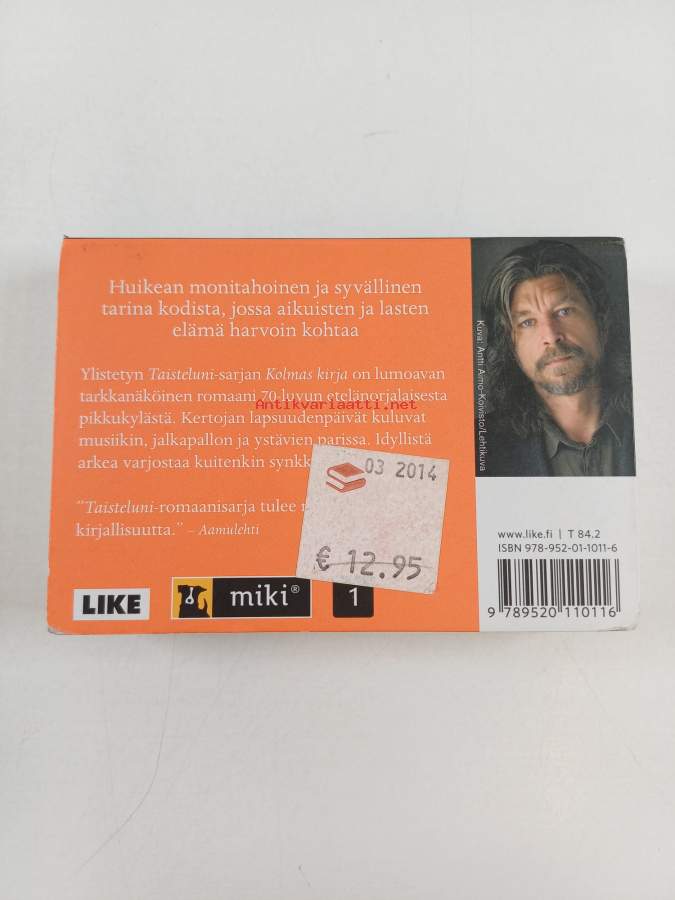 Huikean monitahoinen ja syvällinen
tarina kodista, jossa aikuisten ja lasten
elämä harvoin kohtaa
Ylistetyn Taisteluni-sarjan Kolmas kirja on lumoavan
tarkkanäköinen romaani 70-luvun etelänorjalaisesta
pikkukylästä. Kertojan lapsuudenpäivät kuluvat
musiikin, jalkapallon ja ystävien parissa. Idyllistä
arkea varjostaa kuitenkin
"Taisteluni-romaanisarja tulee
kirjallisuutta." – Aamulehti
Antikvariaatti.net
03 2014
€ 12.95
LIKE
miki®
1
Kuva: Antti Aimo-Koivisto/Lehtikuva
www.like.fi | T 84.2
ISBN 978-952-01-1011-6
9 789520 110116